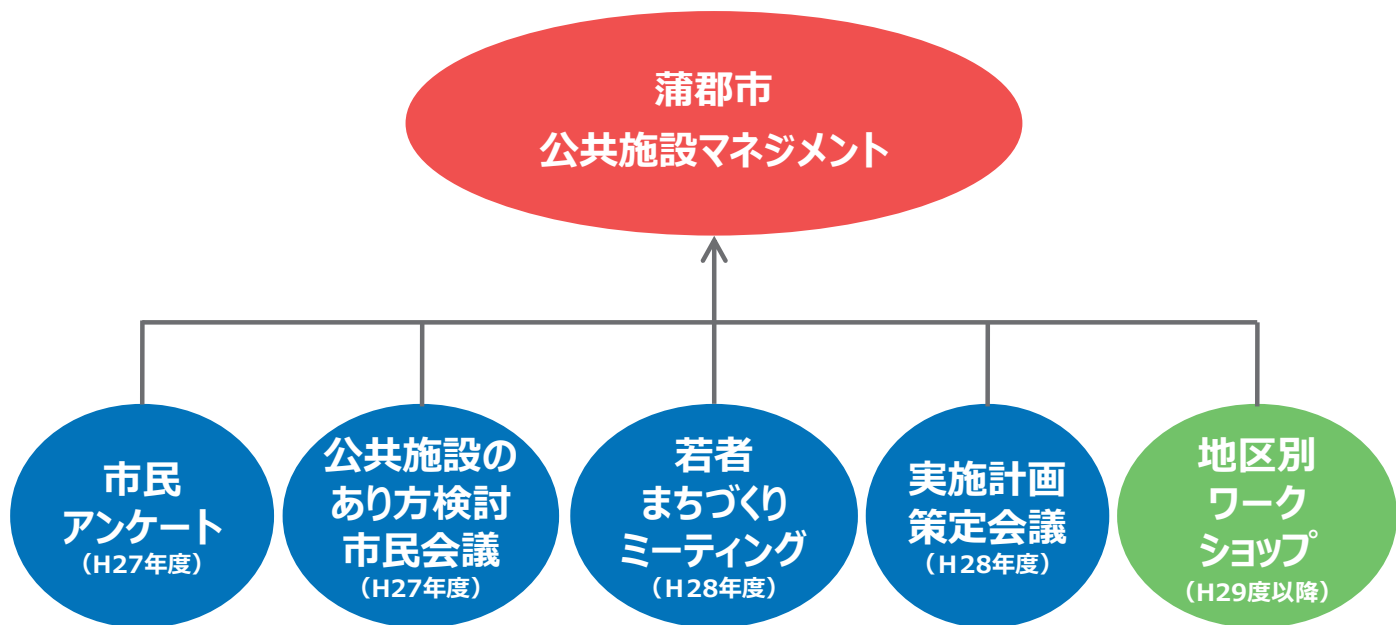 蒲郡市
公共施設マネジメント
市民
アンケート
（H27年度）
公共施設の
あり方検討
市民会議
（H27年度）
若者
まちづくり
ミーティング
（Ｈ28年度）
実施計画
策定会議
（Ｈ28年度）
地区別
ワーク
ショップ
（H29度以降）